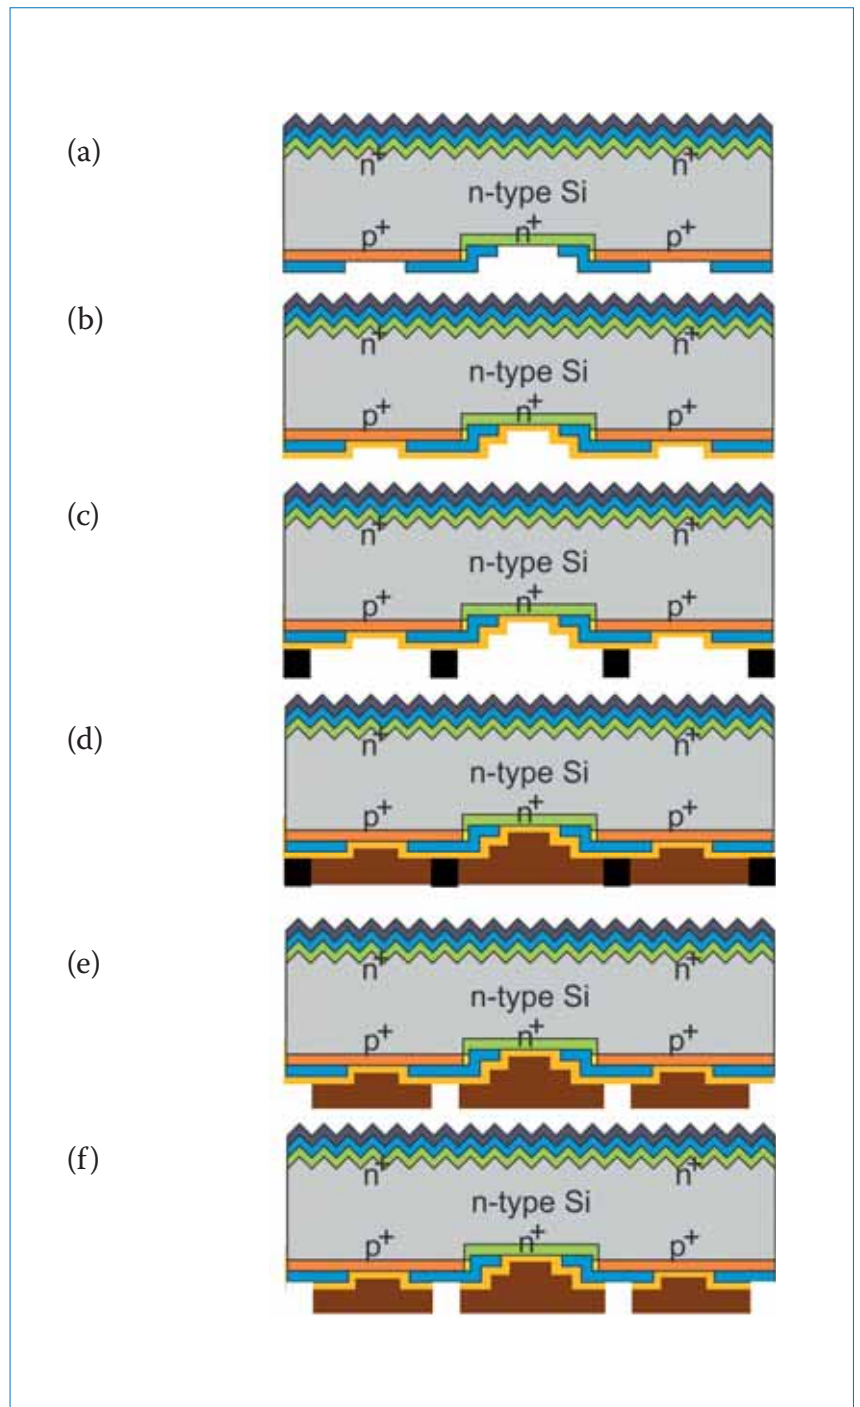 (a)
n⁺ n⁺
n-type Si
p⁺ n⁺ p⁺
(b)
n⁺ n⁺
n-type Si
p⁺ n⁺ p⁺
(c)
n⁺ n⁺
n-type Si
p⁺ n⁺ p⁺
(d)
n⁺ n⁺
n-type Si
p⁺ n⁺ p⁺
(e)
n⁺ n⁺
n-type Si
p⁺ n⁺ p⁺
(f)
n⁺ n⁺
n-type Si
p⁺ n⁺ p⁺